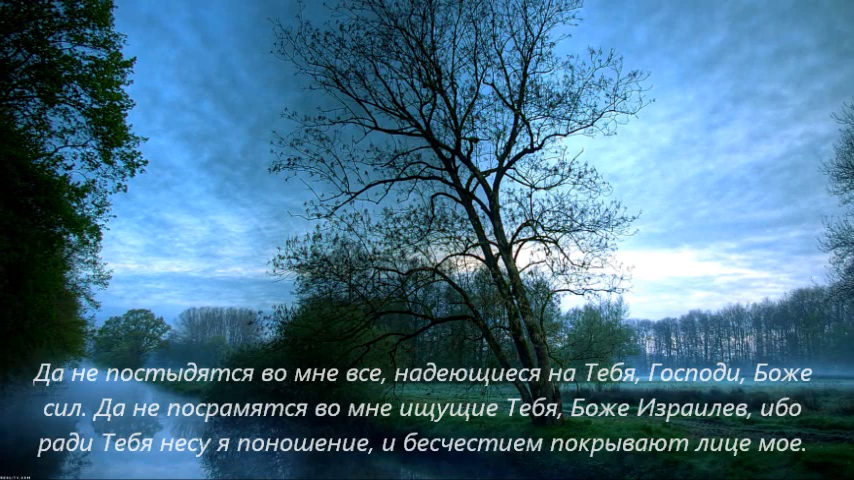 Да не постыдятся во мне все, надеющиеся на Тебя, Господи, Боже
сил. Да не посрамятся во мне ищущие Тебя, Боже Израилев, ибо
ради Тебя несу я поношение, и бесчестием покрывают лице мое.